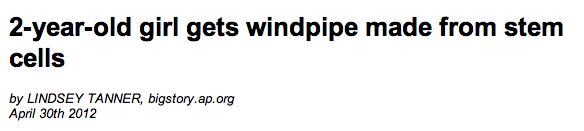 2-year-old girl gets windpipe made from stem
cells
by LINDSEY TANNER, bigstory.ap.org
April 30th 2012